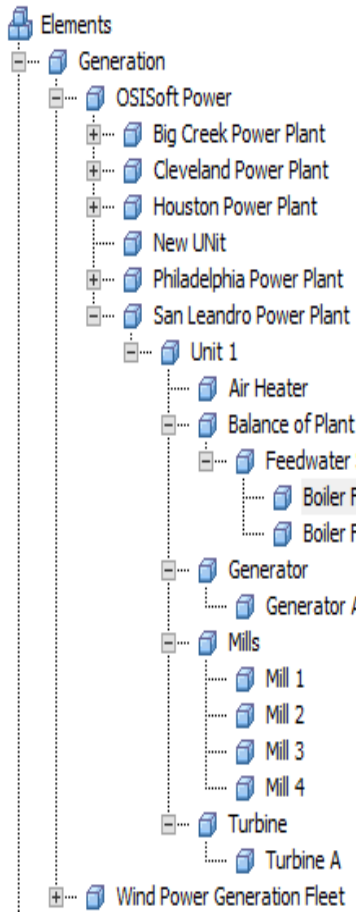 Elements
Generation
OSISoft Power
Big Creek Power Plant
Cleveland Power Plant
Houston Power Plant
New UNit
Philadelphia Power Plant
San Leandro Power Plant
Unit 1
Air Heater
Balance of Plant
Feedwater
Boiler F
Boiler F
Generator
Generator A
Mills
Mill 1
Mill 2
Mill 3
Mill 4
Turbine
Turbine A
Wind Power Generation Fleet